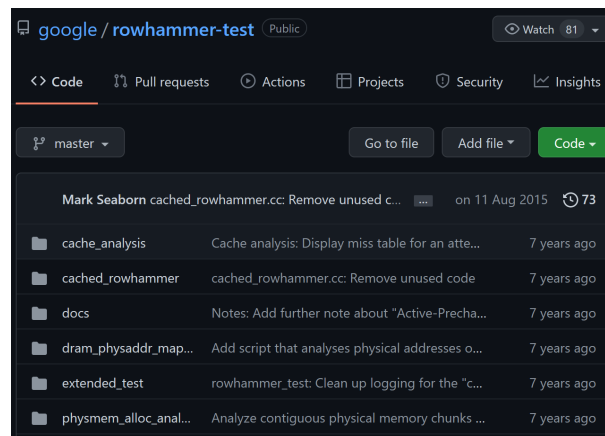 google / rowhammer-test Public Watch 81
<> Code Pull requests Actions Projects Security Insights
master Go to file Add file Code
Mark Seaborn cached_rowhammer.cc: Remove unused c... ... on 11 Aug 2015 73
cache_analysis Cache analysis: Display miss table for an atte... 7 years ago
cached_rowhammer cached_rowhammer.cc: Remove unused code 7 years ago
docs Notes: Add further note about "Active-Precha... 7 years ago
dram_physaddr_map... Add script that analyses physical addresses o... 7 years ago
extended_test rowhammer_test: Clean up logging for the "c... 7 years ago
physmem_alloc_anal... Analyze contiguous physical memory chunks ... 7 years ago